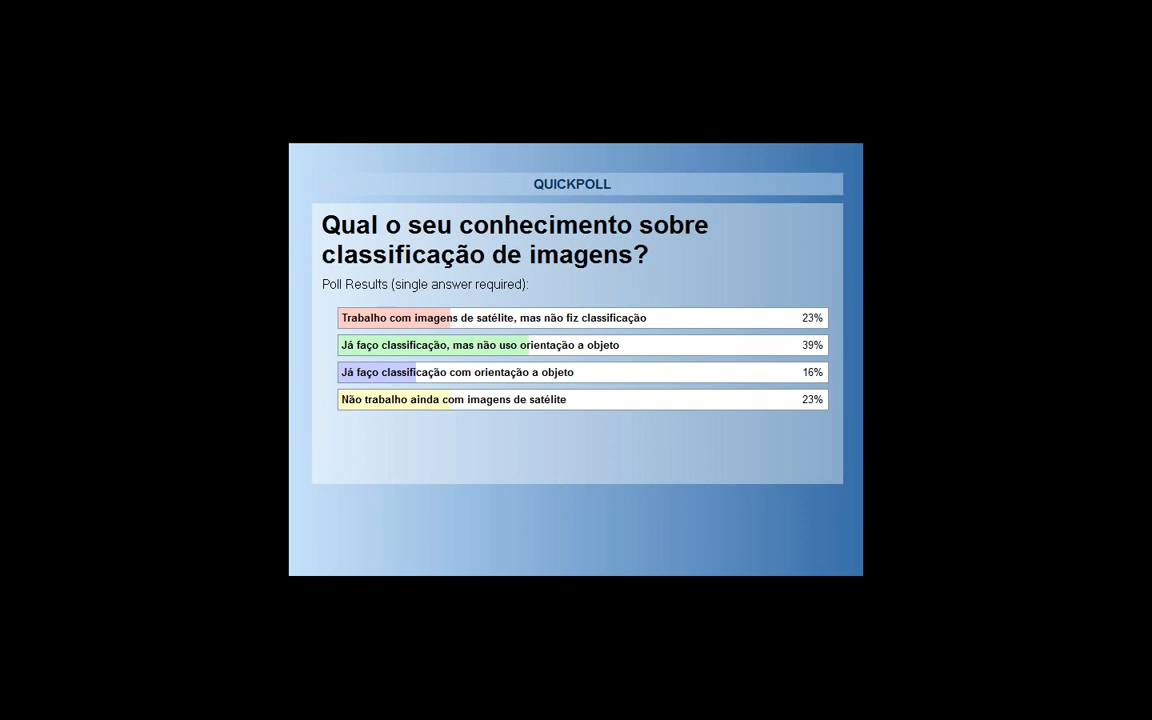 QUICKPOLL
Qual o seu conhecimento sobre
classificação de imagens?
Poll Results (single answer required):
Trabalho com imagens de satélite, mas não fiz classificação 23%
Já faço classificação, mas não uso orientação a objeto 39%
Já faço classificação com orientação a objeto 16%
Não trabalho ainda com imagens de satélite 23%